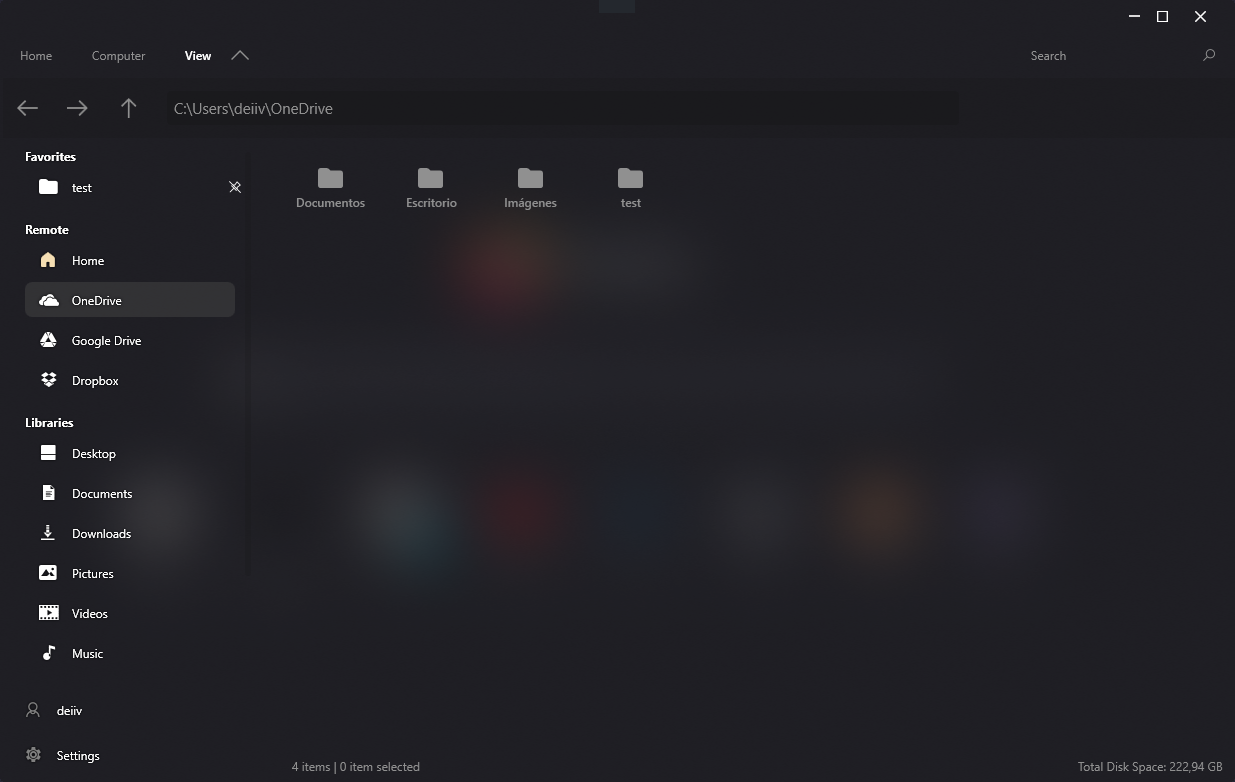 Home Computer View Search
C:\Users\deiiv\OneDrive
Favorites
test
Remote
Home
OneDrive
Google Drive
Dropbox
Libraries
Desktop
Documents
Downloads
Pictures
Videos
Music
deiiv
Settings
Documentos Escritorio Imágenes test
4 items | 0 item selected
Total Disk Space: 222,94 GB